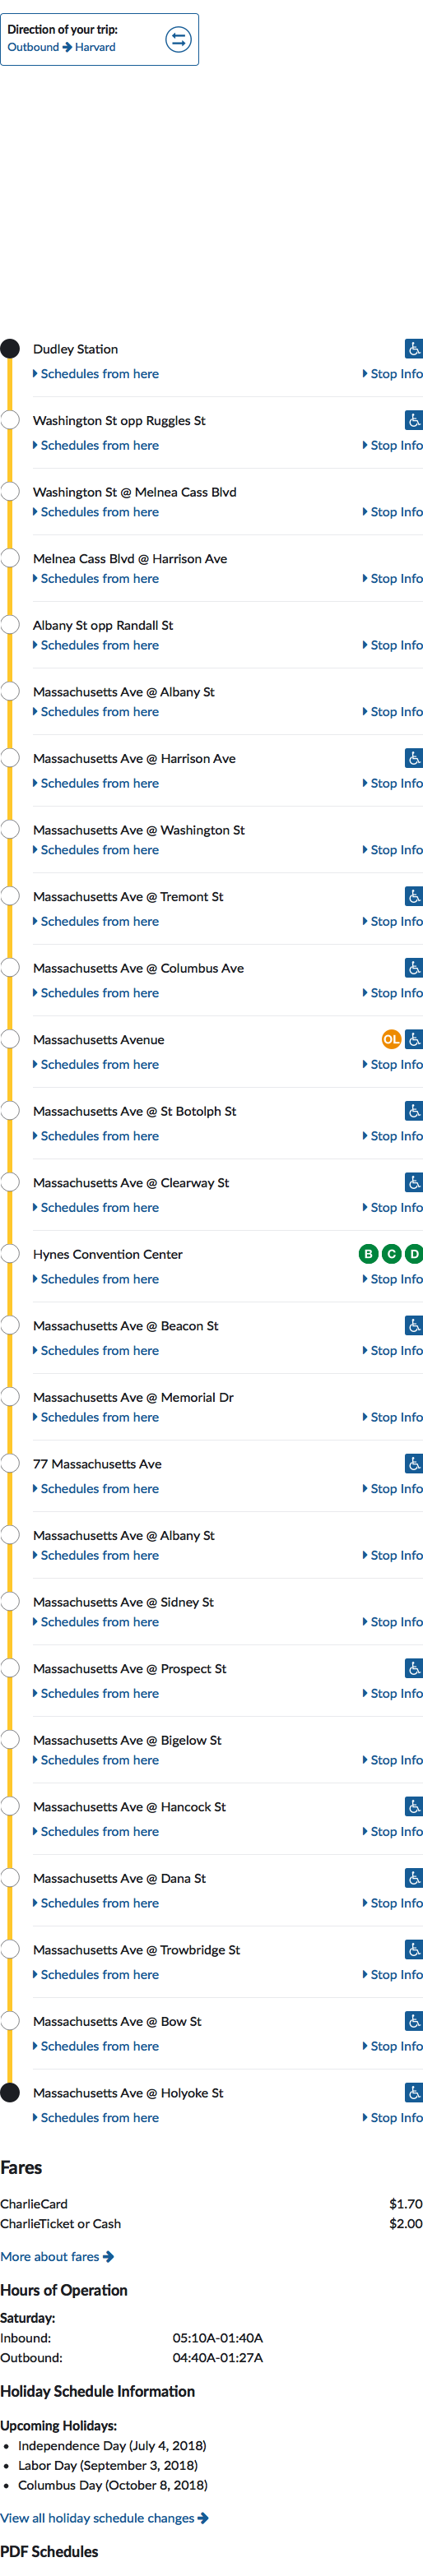 Direction of your trip:
Outbound → Harvard
Dudley Station
Schedules from here Stop Info
Washington St opp Ruggles St
Schedules from here Stop Info
Washington St @ Melnea Cass Blvd
Schedules from here Stop Info
Melnea Cass Blvd @ Harrison Ave
Schedules from here Stop Info
Albany St opp Randall St
Schedules from here Stop Info
Massachusetts Ave @ Albany St
Schedules from here Stop Info
Massachusetts Ave @ Harrison Ave
Schedules from here Stop Info
Massachusetts Ave @ Washington St
Schedules from here Stop Info
Massachusetts Ave @ Tremont St
Schedules from here Stop Info
Massachusetts Ave @ Columbus Ave
Schedules from here Stop Info
Massachusetts Avenue OL
Schedules from here Stop Info
Massachusetts Ave @ St Botolph St
Schedules from here Stop Info
Massachusetts Ave @ Clearway St
Schedules from here Stop Info
Hynes Convention Center B C D
Schedules from here Stop Info
Massachusetts Ave @ Beacon St
Schedules from here Stop Info
Massachusetts Ave @ Memorial Dr
Schedules from here Stop Info
77 Massachusetts Ave
Schedules from here Stop Info
Massachusetts Ave @ Albany St
Schedules from here Stop Info
Massachusetts Ave @ Sidney St
Schedules from here Stop Info
Massachusetts Ave @ Prospect St
Schedules from here Stop Info
Massachusetts Ave @ Bigelow St
Schedules from here Stop Info
Massachusetts Ave @ Hancock St
Schedules from here Stop Info
Massachusetts Ave @ Dana St
Schedules from here Stop Info
Massachusetts Ave @ Trowbridge St
Schedules from here Stop Info
Massachusetts Ave @ Bow St
Schedules from here Stop Info
Massachusetts Ave @ Holyoke St
Schedules from here Stop Info
Fares
CharlieCard $1.70
CharlieTicket or Cash $2.00
More about fares →
Hours of Operation
Saturday:
Inbound: 05:10A-01:40A
Outbound: 04:40A-01:27A
Holiday Schedule Information
Upcoming Holidays:
• Independence Day (July 4, 2018)
• Labor Day (September 3, 2018)
• Columbus Day (October 8, 2018)
View all holiday schedule changes →
PDF Schedules